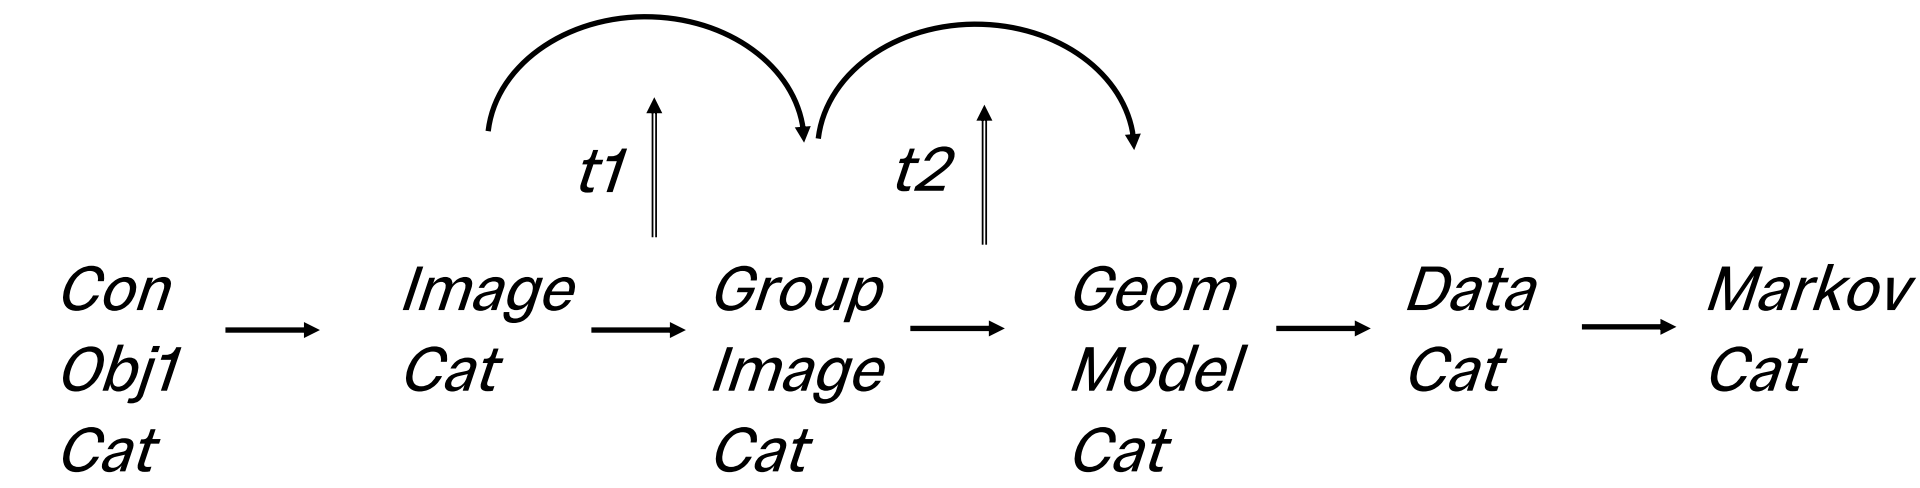 t1
t2
Con
Obj1
Cat
Image
Cat
Group
Image
Cat
Geom
Model
Cat
Data
Cat
Markov
Cat